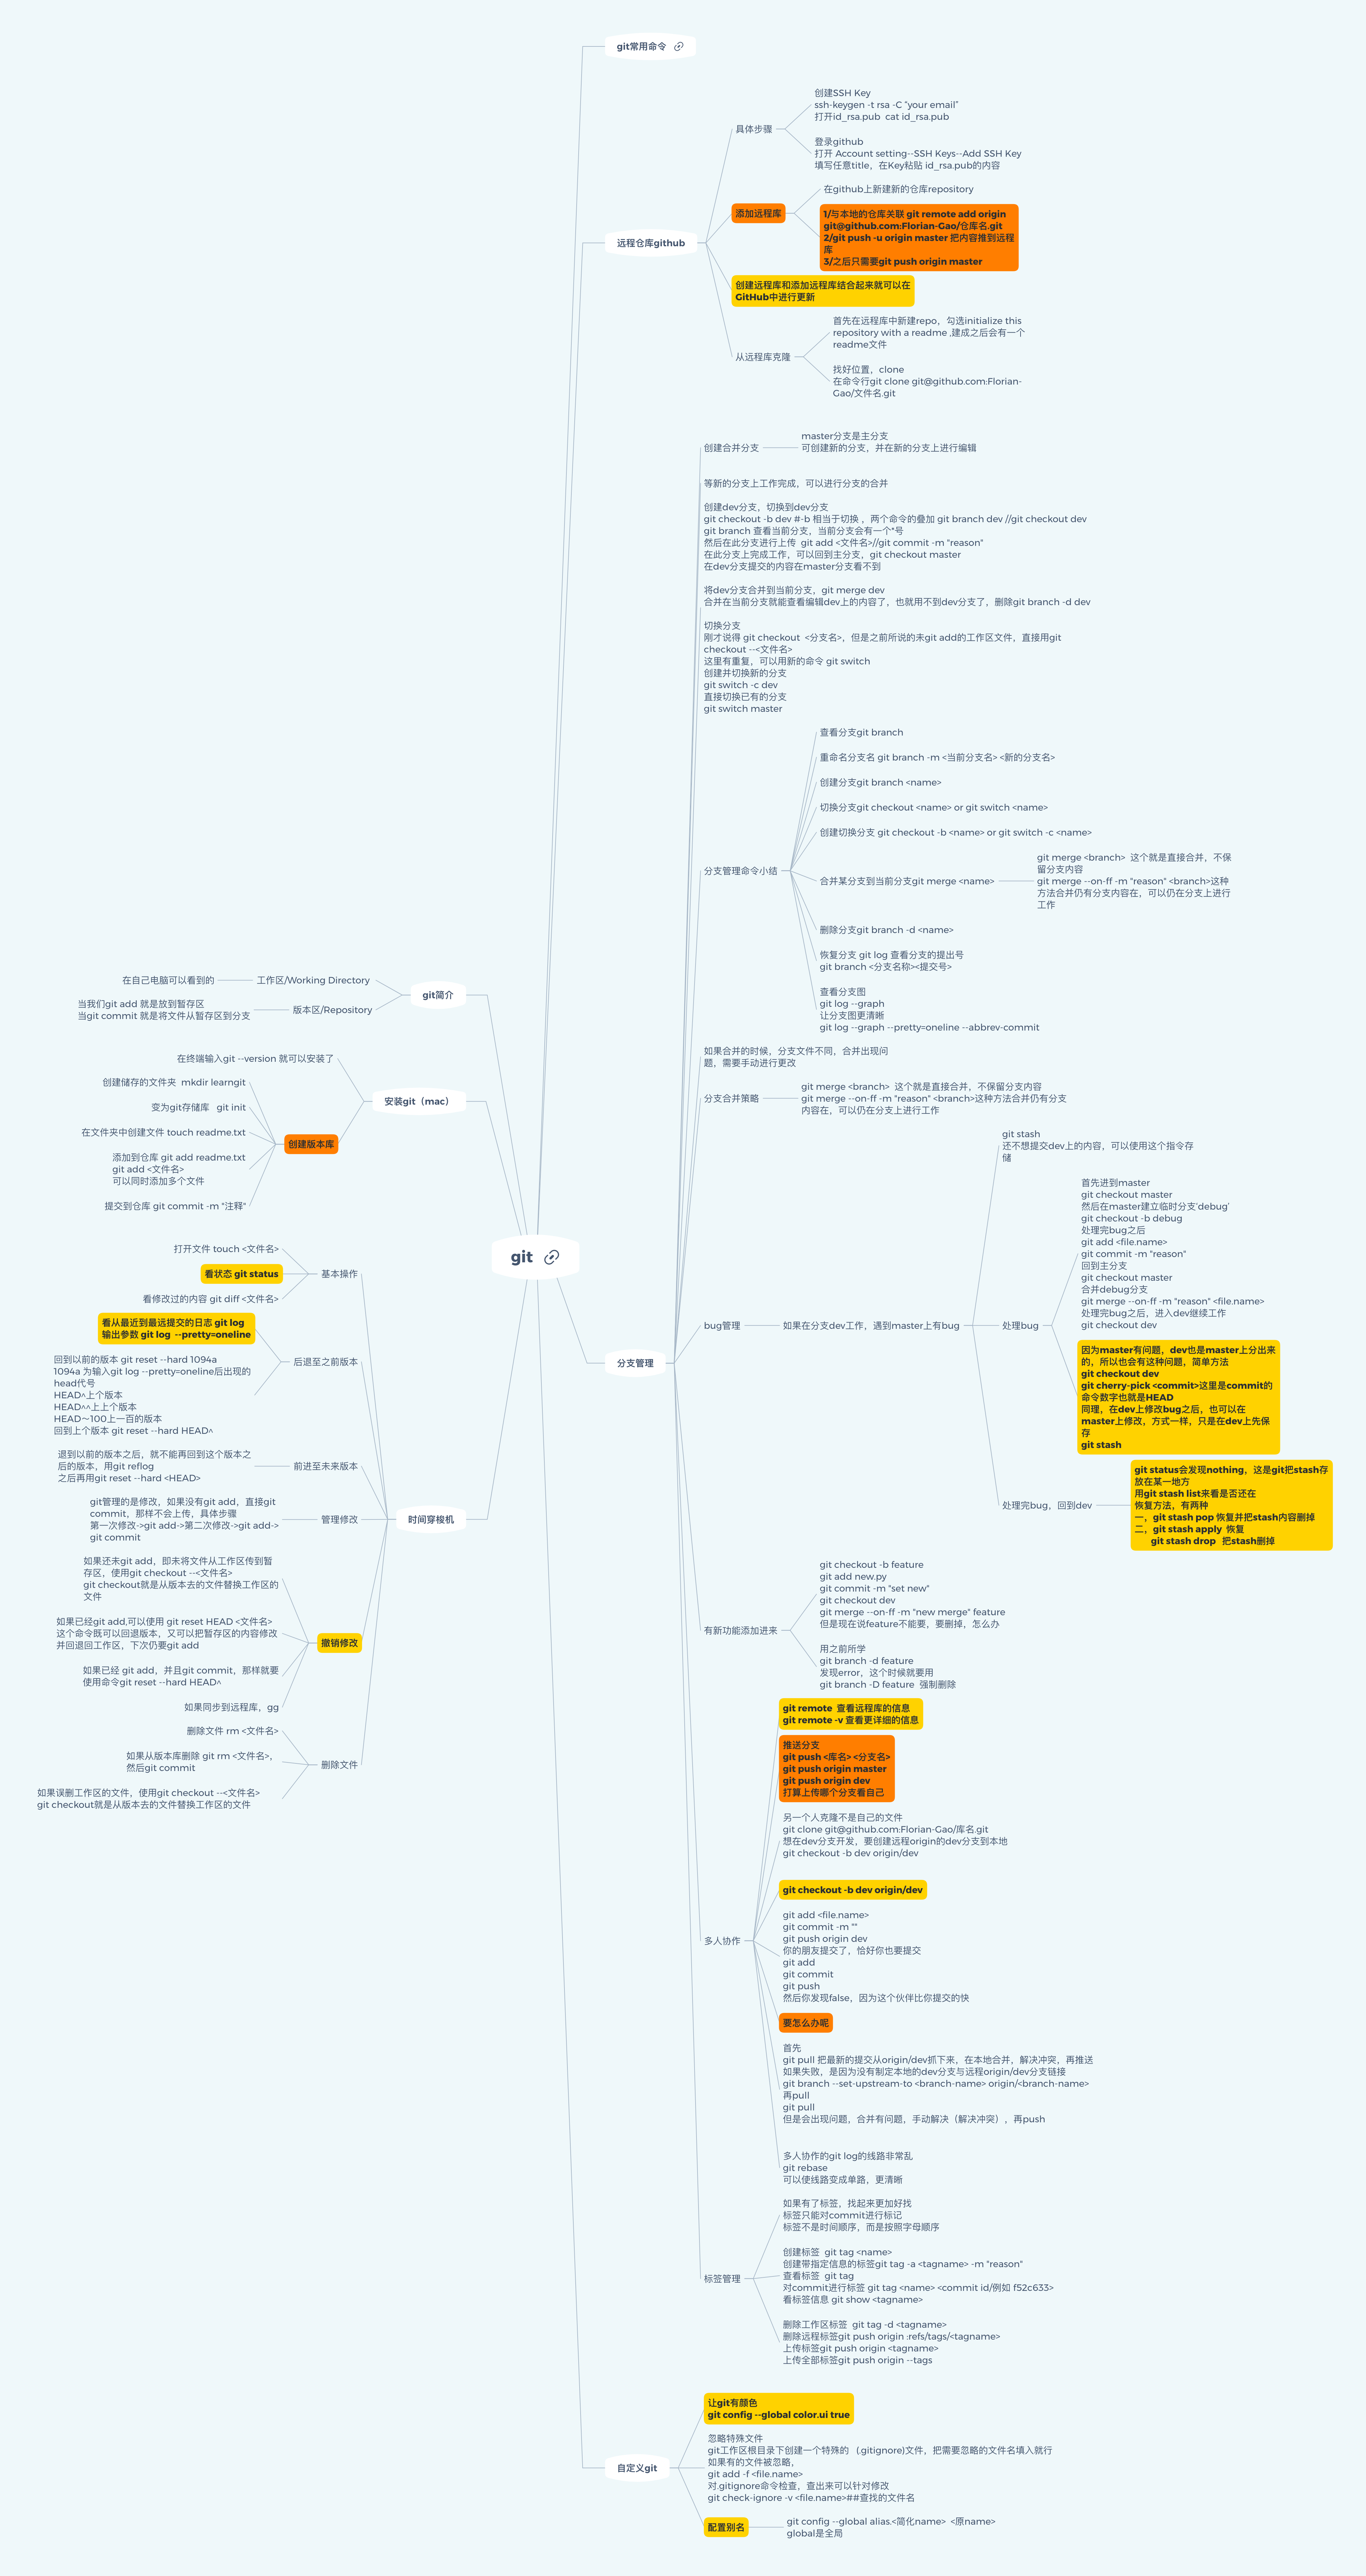 git常用命令
创建SSH Key
ssh-keygen -t rsa -C “your email”
打开id_rsa.pub  cat id_rsa.pub
具体步骤
登录github
打开 Account setting--SSH Keys--Add SSH Key
填写任意title，在Key粘贴 id_rsa.pub的内容
在github上新建新的仓库repository
添加远程库
1/与本地的仓库关联 git remote add origin
git@github.com:Florian-Gao/仓库名.git
2/git push -u origin master 把内容推到远程
库
3/之后只需要git push origin master
远程仓库github
创建远程库和添加远程库结合起来就可以在
GitHub中进行更新
首先在远程库中新建repo，勾选initialize this
repository with a readme ,建成之后会有一个
readme文件
从远程库克隆
找好位置，clone
在命令行git clone git@github.com:Florian-
Gao/文件名.git
创建合并分支
master分支是主分支
可创建新的分支，并在新的分支上进行编辑
等新的分支上工作完成，可以进行分支的合并
创建dev分支，切换到dev分支
git checkout -b dev #-b 相当于切换 ，两个命令的叠加 git branch dev //git checkout dev
git branch 查看当前分支，当前分支会有一个*号
然后在此分支进行上传  git add <文件名>//git commit -m "reason"
在此分支上完成工作，可以回到主分支，git checkout master
在dev分支提交的内容在master分支看不到
将dev分支合并到当前分支，git merge dev
合并在当前分支就能查看编辑dev上的内容了，也就用不到dev分支了，删除git branch -d dev
切换分支
刚才说得 git checkout  <分支名>，但是之前所说的未git add的工作区文件，直接用git
checkout --<文件名>
这里有重复，可以用新的命令 git switch
创建并切换新的分支
git switch -c dev
直接切换已有的分支
git switch master
分支管理命令小结
查看分支git branch
重命名分支名 git branch -m <当前分支名> <新的分支名>
创建分支git branch <name>
切换分支git checkout <name> or git switch <name>
创建切换分支 git checkout -b <name> or git switch -c <name>
合并某分支到当前分支git merge <name>
git merge <branch>  这个就是直接合并，不保
留分支内容
git merge --on-ff -m "reason" <branch>这种
方法合并仍有分支内容在，可以仍在分支上进行
工作
删除分支git branch -d <name>
恢复分支 git log 查看分支的提出号
git branch <分支名称><提交号>
查看分支图
git log --graph
让分支图更清晰
git log --graph --pretty=oneline --abbrev-commit
如果合并的时候，分支文件不同，合并出现问
题，需要手动进行更改
分支合并策略
git merge <branch>  这个就是直接合并，不保留分支内容
git merge --on-ff -m "reason" <branch>这种方法合并仍有分支
内容在，可以仍在分支上进行工作
bug管理
如果在分支dev工作，遇到master上有bug
git stash
还不想提交dev上的内容，可以使用这个指令存
储
处理bug
首先进到master
git checkout master
然后在master建立临时分支‘debug’
git checkout -b debug
处理完bug之后
git add <file.name>
git commit -m "reason"
回到主分支
git checkout master
合并debug分支
git merge --on-ff -m "reason" <file.name>
处理完bug之后，进入dev继续工作
git checkout dev
因为master有问题，dev也是master上分出来
的，所以也会有这种问题，简单方法
git checkout dev
git cherry-pick <commit>这里是commit的
命令数字也就是HEAD
同理，在dev上修改bug之后，也可以在
master上修改，方式一样，只是在dev上先保
存
git stash
处理完bug，回到dev
git status会发现nothing，这是git把stash存
放在某一地方
用git stash list来看是否还在
恢复方法，有两种
一，git stash pop 恢复并把stash内容删掉
二，git stash apply  恢复
git stash drop   把stash删掉
分支管理
有新功能添加进来
git checkout -b feature
git add new.py
git commit -m "set new"
git checkout dev
git merge --on-ff -m "new merge" feature
但是现在说feature不能要，要删掉，怎么办
用之前所学
git branch -d feature
发现error，这个时候就要用
git branch -D feature  强制删除
多人协作
git remote  查看远程库的信息
git remote -v 查看更详细的信息
推送分支
git push <库名> <分支名>
git push origin master
git push origin dev
打算上传哪个分支看自己
另一个人克隆不是自己的文件
git clone git@github.com:Florian-Gao/库名.git
想在dev分支开发，要创建远程origin的dev分支到本地
git checkout -b dev origin/dev
git checkout -b dev origin/dev
git add <file.name>
git commit -m ""
git push origin dev
你的朋友提交了，恰好你也要提交
git add
git commit
git push
然后你发现false，因为这个伙伴比你提交的快
要怎么办呢
首先
git pull 把最新的提交从origin/dev抓下来，在本地合并，解决冲突，再推送
如果失败，是因为没有制定本地的dev分支与远程origin/dev分支链接
git branch --set-upstream-to <branch-name> origin/<branch-name>
再pull
git pull
但是会出现问题，合并有问题，手动解决（解决冲突），再push
多人协作的git log的线路非常乱
git rebase
可以使线路变成单路，更清晰
标签管理
如果有了标签，找起来更加好找
标签只能对commit进行标记
标签不是时间顺序，而是按照字母顺序
创建标签  git tag <name>
创建带指定信息的标签git tag -a <tagname> -m "reason"
查看标签  git tag
对commit进行标签 git tag <name> <commit id/例如 f52c633>
看标签信息 git show <tagname>
删除工作区标签  git tag -d <tagname>
删除远程标签git push origin :refs/tags/<tagname>
上传标签git push origin <tagname>
上传全部标签git push origin --tags
自定义git
让git有颜色
git config --global color.ui true
忽略特殊文件
git工作区根目录下创建一个特殊的   (.gitignore)文件，把需要忽略的文件名填入就行
如果有的文件被忽略，
git add -f <file.name>
对.gitignore命令检查，查出来可以针对修改
git check-ignore -v <file.name>##查找的文件名
配置别名
git config --global alias.<简化name>  <原name>
global是全局
git
git简介
工作区/Working Directory
在自己电脑可以看到的
版本区/Repository
当我们git add 就是放到暂存区
当git commit 就是将文件从暂存区到分支
安装git（mac）
在终端输入git --version 就可以安装了
创建版本库
创建储存的文件夹  mkdir learngit
变为git存储库   git init
在文件夹中创建文件 touch readme.txt
添加到仓库 git add readme.txt
git add <文件名>
可以同时添加多个文件
提交到仓库 git commit -m "注释"
时间穿梭机
基本操作
打开文件 touch <文件名>
看状态 git status
看修改过的内容 git diff <文件名>
后退至之前版本
看从最近到最远提交的日志 git log
输出参数 git log  --pretty=oneline
回到以前的版本 git reset --hard 1094a
1094a 为输入git log --pretty=oneline后出现的
head代号
HEAD^上个版本
HEAD^^上上个版本
HEAD～100上一百的版本
回到上个版本 git reset --hard HEAD^
前进至未来版本
退到以前的版本之后，就不能再回到这个版本之
后的版本，用git reflog
之后再用git reset --hard <HEAD>
管理修改
git管理的是修改，如果没有git add，直接git
commit，那样不会上传，具体步骤
第一次修改->git add->第二次修改->git add->
git commit
撤销修改
如果还未git add，即未将文件从工作区传到暂
存区，使用git checkout --<文件名>
git checkout就是从版本去的文件替换工作区的
文件
如果已经git add,可以使用 git reset HEAD <文件名>
这个命令既可以回退版本，又可以把暂存区的内容修改
并回退回工作区，下次仍要git add
如果已经 git add，并且git commit，那样就要
使用命令git reset --hard HEAD^
如果同步到远程库，gg
删除文件
删除文件 rm <文件名>
如果从版本库删除 git rm <文件名>，
然后git commit
如果误删工作区的文件，使用git checkout --<文件名>
git checkout就是从版本去的文件替换工作区的文件